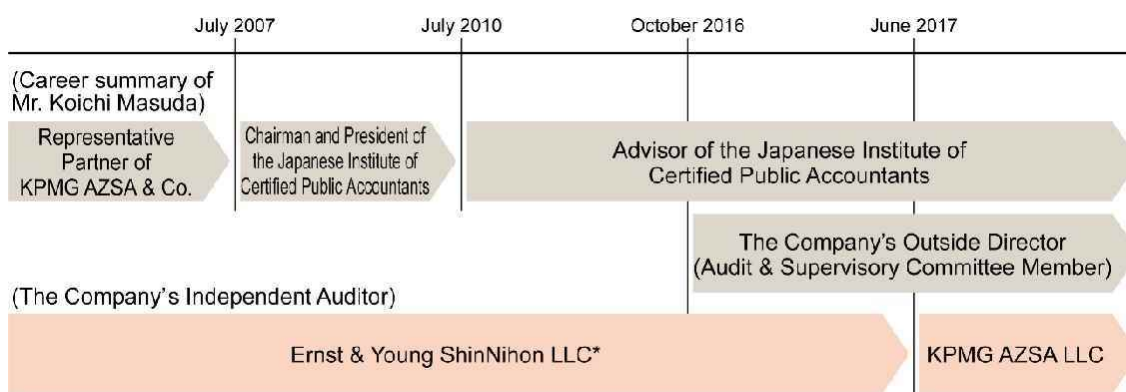 July 2007
July 2010
October 2016
June 2017
(Career summary of
Mr. Koichi Masuda)
Representative
Partner of
KPMG AZSA & Co.
Chairman and President of
the Japanese Institute of
Certified Public Accountants
Advisor of the Japanese Institute of
Certified Public Accountants
The Company's Outside Director
(Audit & Supervisory Committee Member)
(The Company's Independent Auditor)
Ernst & Young ShinNihon LLC*
KPMG AZSA LLC